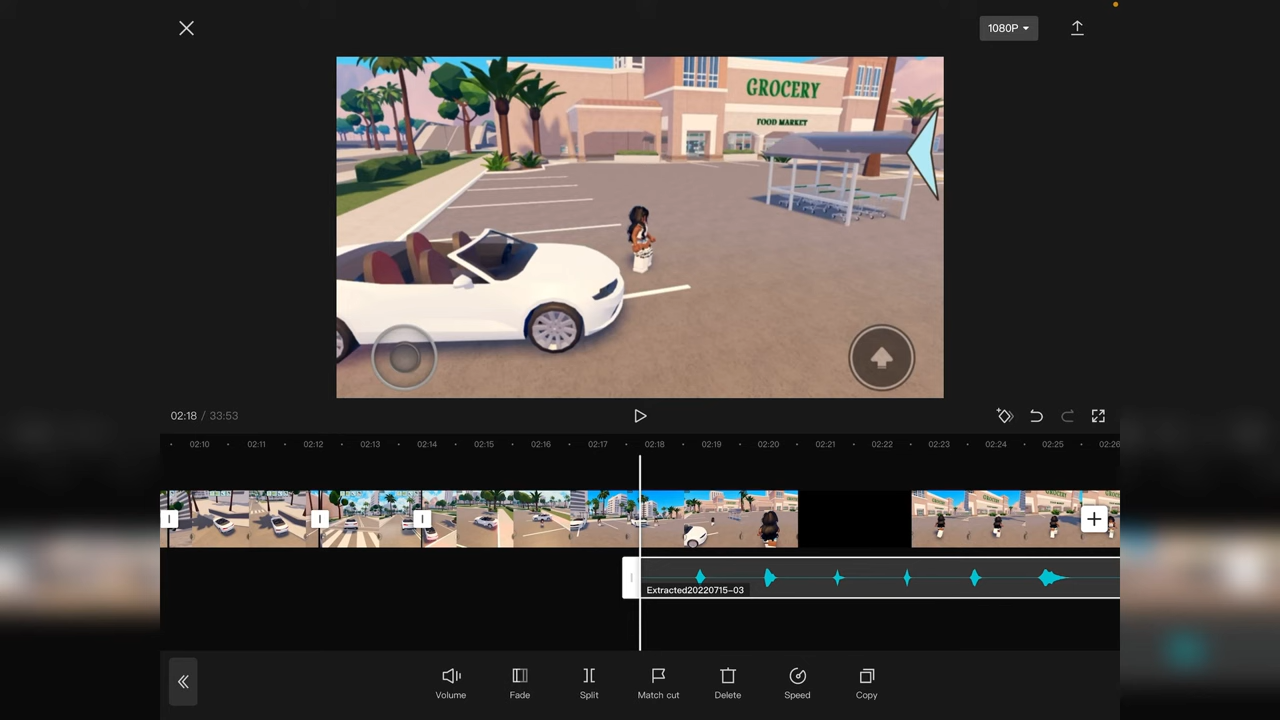 1080P
GROCERY
FOOD MARKET
02:18 / 33:53
02:10 02:11 02:12 02:13 02:14 02:15 02:16 02:17 02:18 02:19 02:20 02:21 02:22 02:23 02:24 02:25 02:26
Extracted20220715-03
Volume Fade Split Match cut Delete Speed Copy